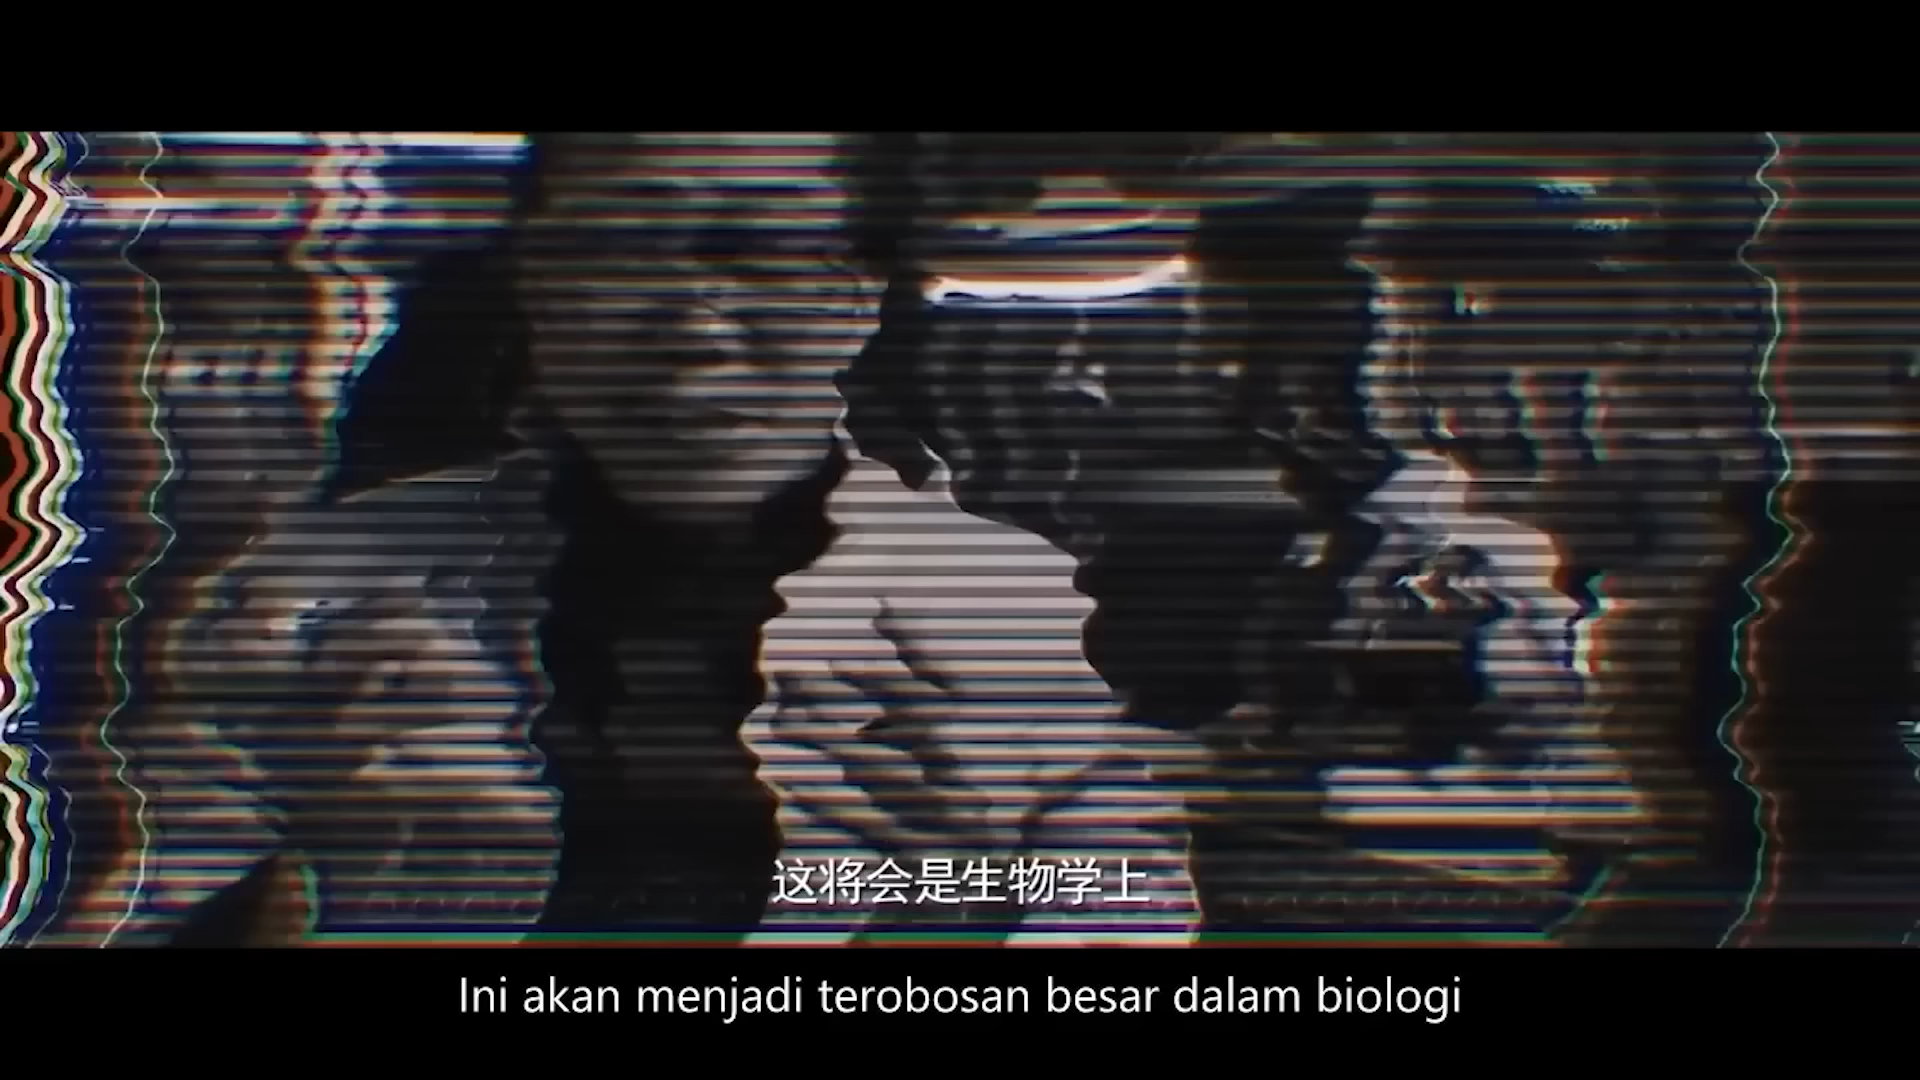 这将会是生物学上
Ini akan menjadi terobosan besar dalam biologi